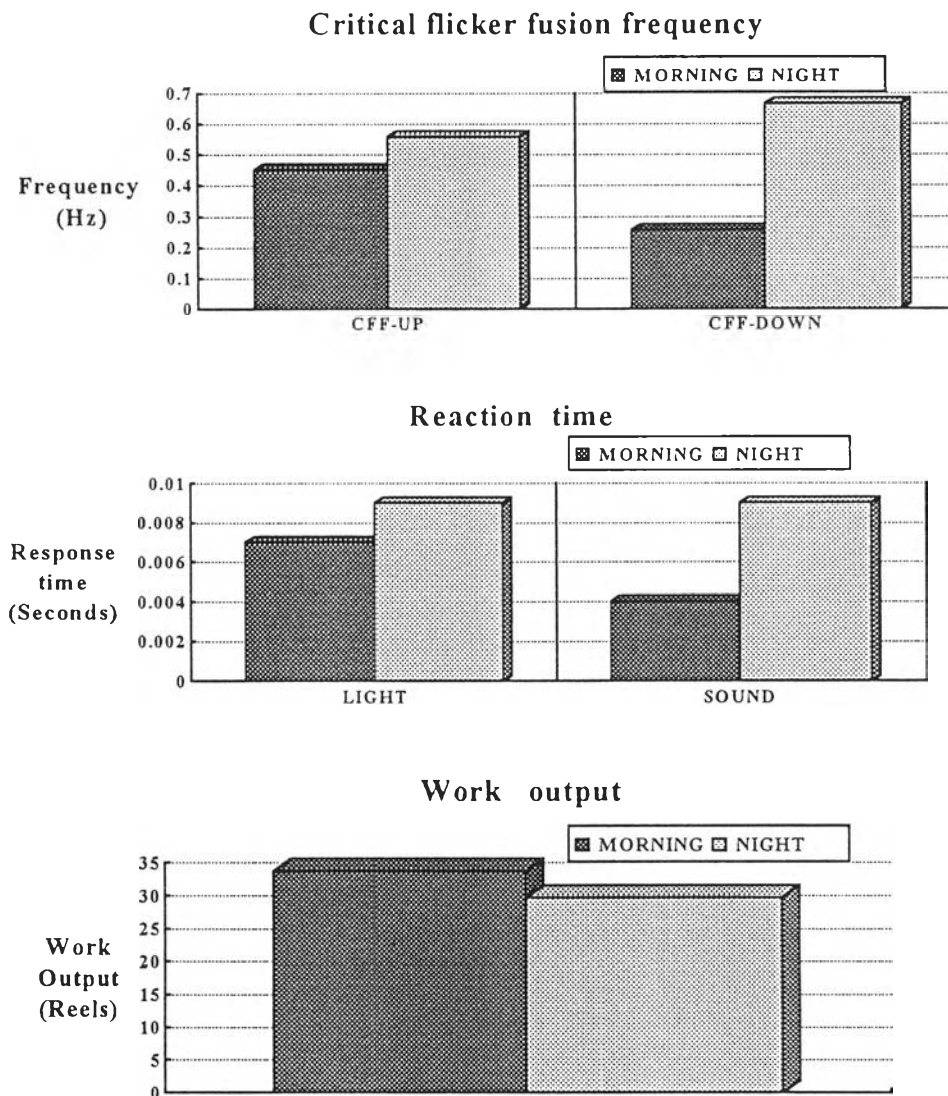 Critical flicker fusion frequency
MORNING NIGHT
0.7
0.6
0.5
0.4
0.3
0.2
0.1
0
Frequency
(Hz)
CFF-UP CFF-DOWN
Reaction time
MORNING NIGHT
0.01
0.008
0.006
0.004
0.002
0
Response
time
(Seconds)
LIGHT SOUND
Work output
MORNING NIGHT
35
30
25
20
15
10
5
0
Work
Output
(Reels)